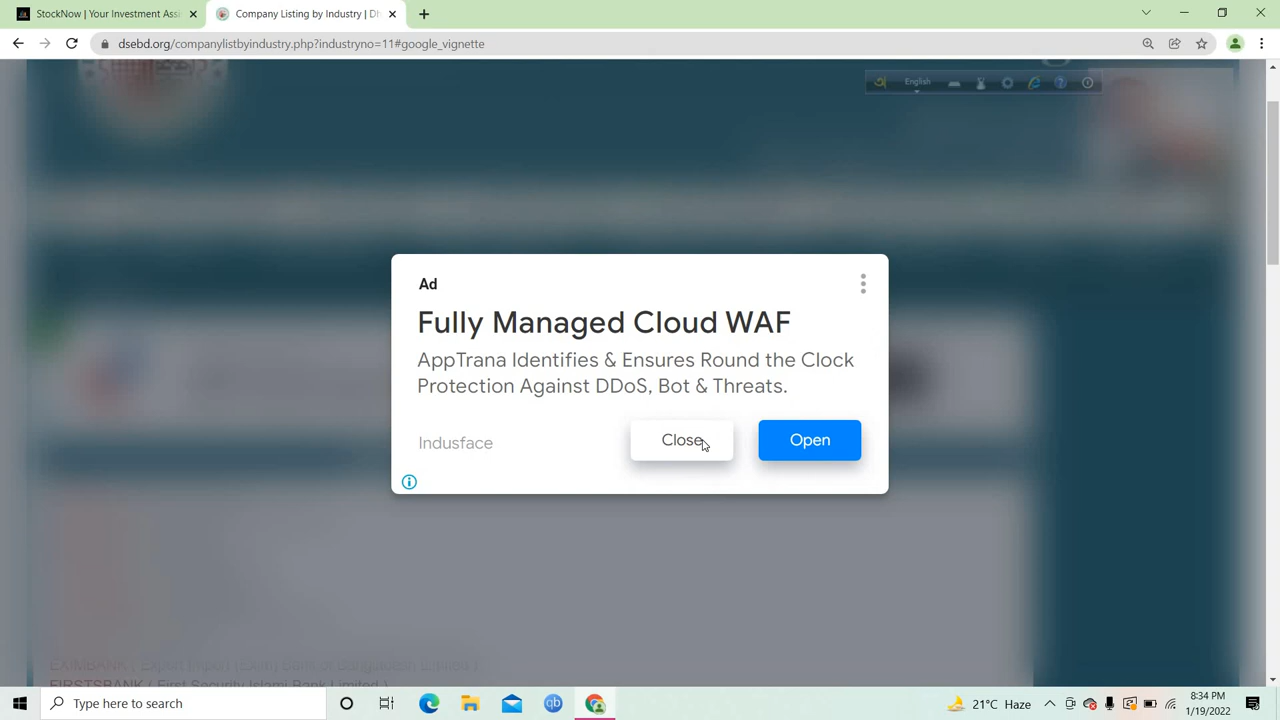 StockNow | Your Investment Assi
Company Listing by Industry | Dh
dsebd.org/companylistbyindustry.php?industryno=11#google_vignette
English
Ad
Fully Managed Cloud WAF
AppTrana Identifies & Ensures Round the Clock
Protection Against DDoS, Bot & Threats.
Indusface
Close
Open
EXIMBANK ( Export Import (Exim) Bank of Bangladesh Limited )
FIRSTSBANK ( First Security Islami Bank Limited )
Type here to search
21°C Haze
8:34 PM
1/19/2022